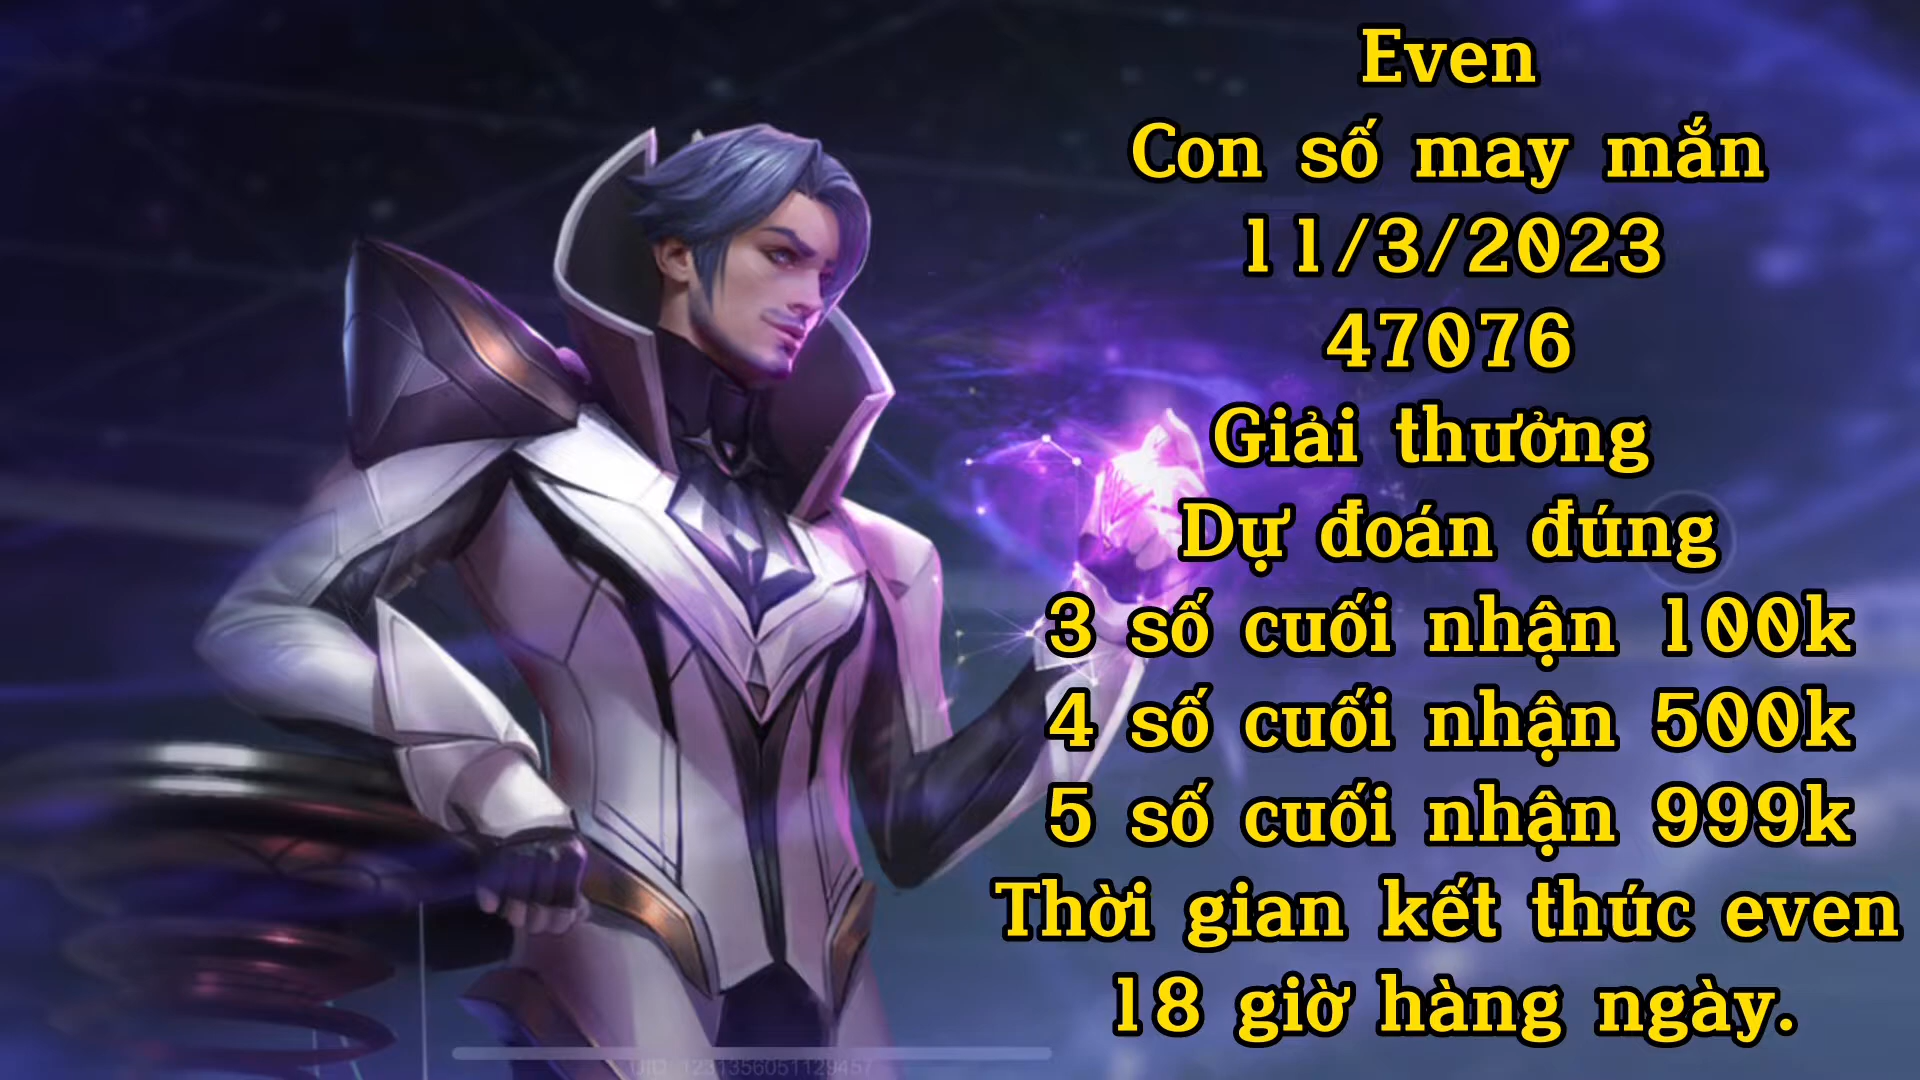 Even
Con số may mắn
11/3/2023
47076
Giải thưởng
Dự đoán đúng
3 số cuối nhận 100k
4 số cuối nhận 500k
5 số cuối nhận 999k
Thời gian kết thúc even
18 giờ hàng ngày.
UID: 1231356051129457